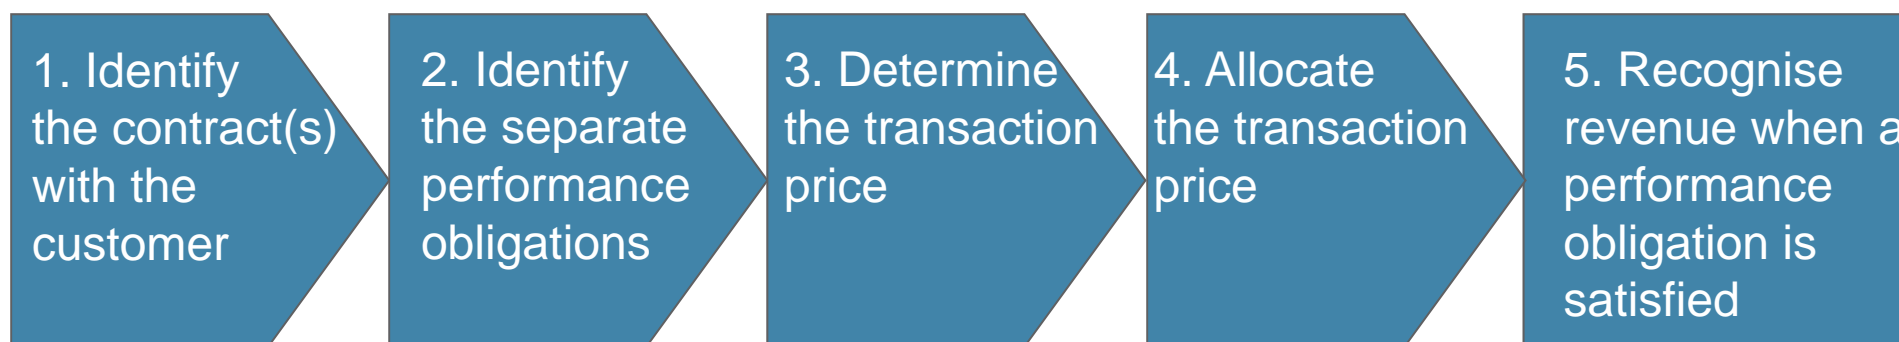 1. Identify
the contract(s)
with the
customer
2. Identify
the separate
performance
obligations
3. Determine
the transaction
price
4. Allocate
the transaction
price
5. Recognise
revenue when a
performance
obligation is
satisfied